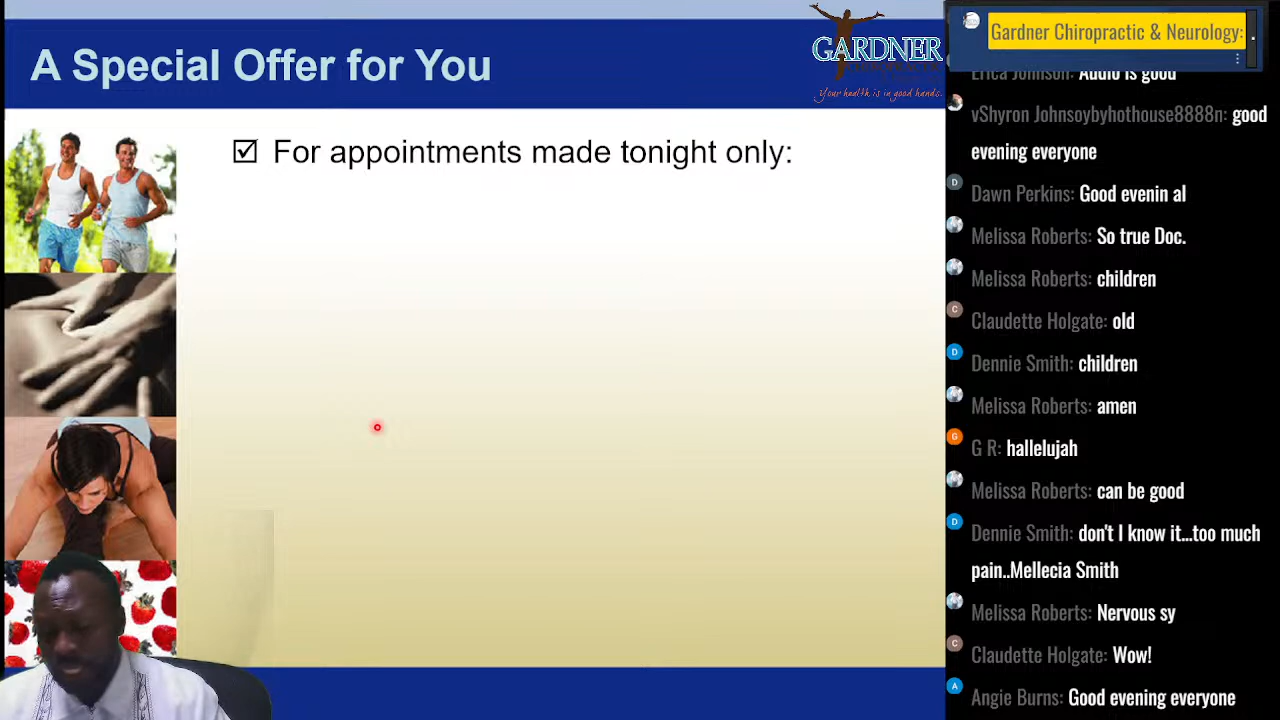 A Special Offer for You
GARDNER
Your health is in good hands.
☑ For appointments made tonight only:
Gardner Chiropractic & Neurology: .
Erica Johnson: Audio is good
vShyron Johnsoybyhothouse8888n: good
evening everyone
Dawn Perkins: Good evenin al
Melissa Roberts: So true Doc.
Melissa Roberts: children
Claudette Holgate: old
Dennie Smith: children
Melissa Roberts: amen
G R: hallelujah
Melissa Roberts: can be good
Dennie Smith: don't I know it...too much
pain..Mellecia Smith
Melissa Roberts: Nervous sy
Claudette Holgate: Wow!
Angie Burns: Good evening everyone